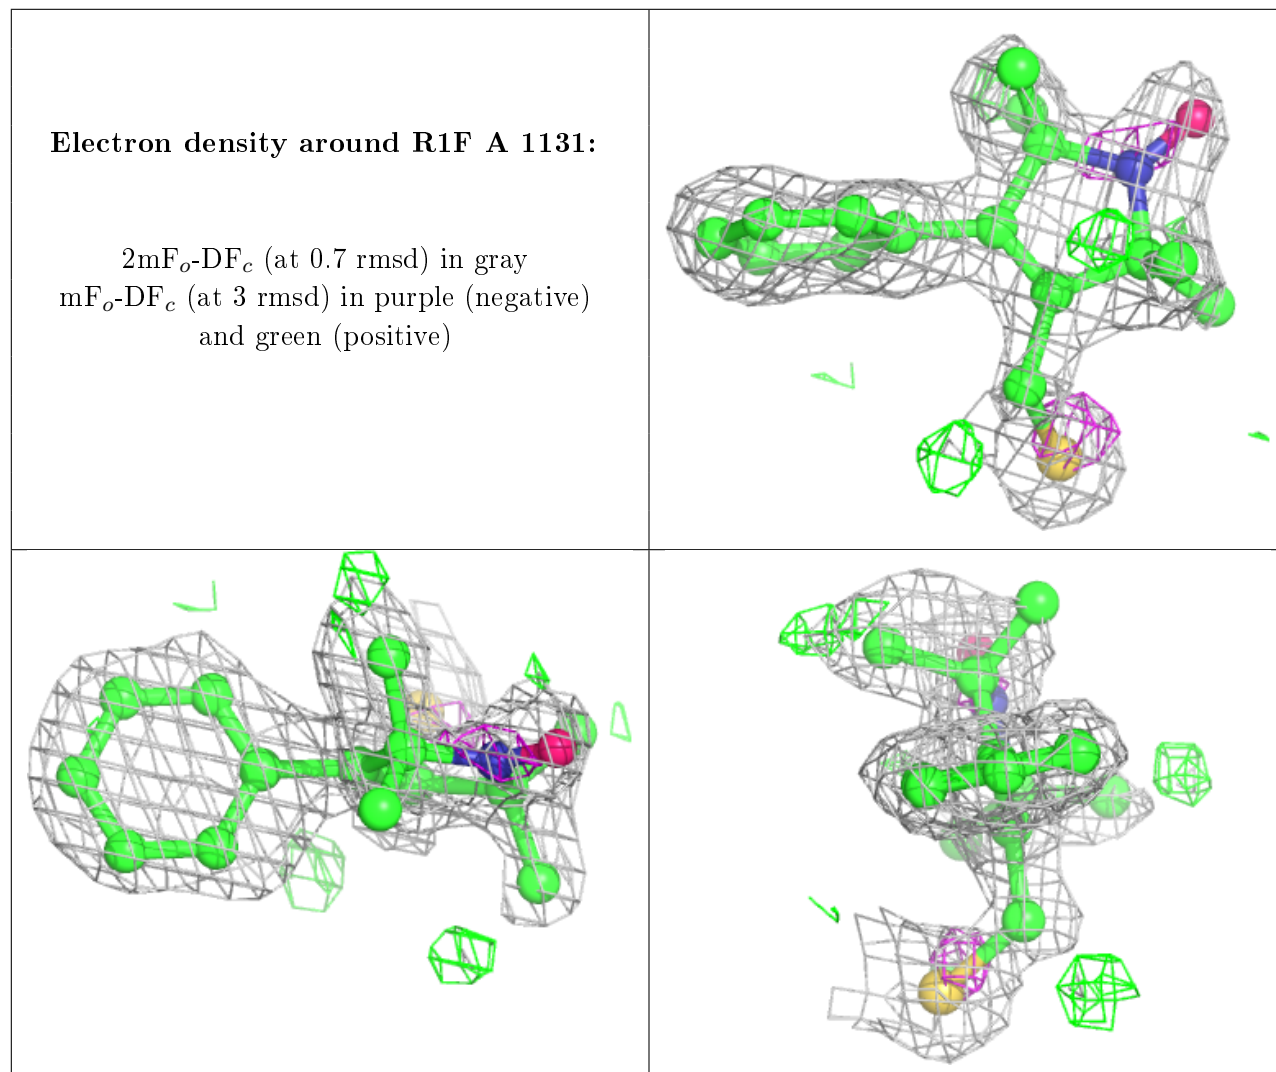 Electron density around R1F A 1131:
2mFo-DFc (at 0.7 rmsd) in gray
mFo-DFc (at 3 rmsd) in purple (negative)
and green (positive)